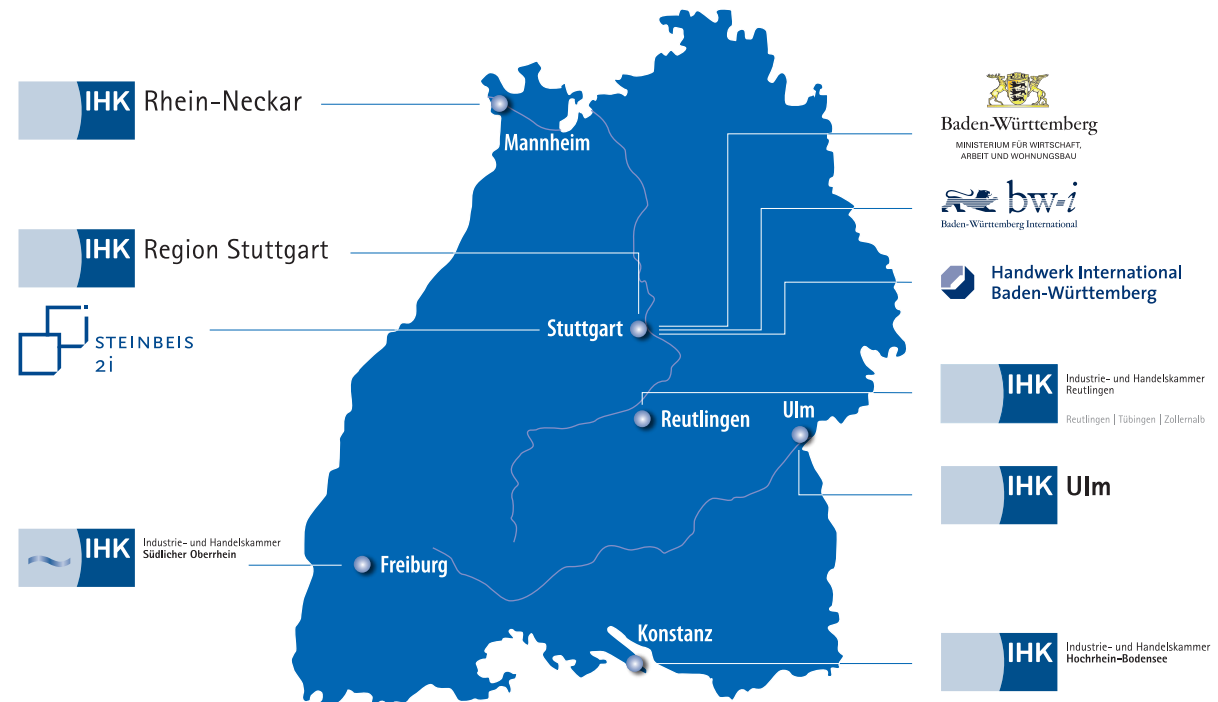 IHK Rhein-Neckar
IHK Region Stuttgart
STEINBEIS
2i
IHK Industrie- und Handelskammer
Südlicher Oberrhein
Mannheim
Stuttgart
Reutlingen
Ulm
Freiburg
Konstanz
Baden-Württemberg
MINISTERIUM FÜR WIRTSCHAFT,
ARBEIT UND WOHNUNGSBAU
bw-i
Baden-Württemberg International
Handwerk International
Baden-Württemberg
IHK Industrie- und Handelskammer
Reutlingen
Reutlingen | Tübingen | Zollernalb
IHK Ulm
IHK Industrie- und Handelskammer
Hochrhein-Bodensee